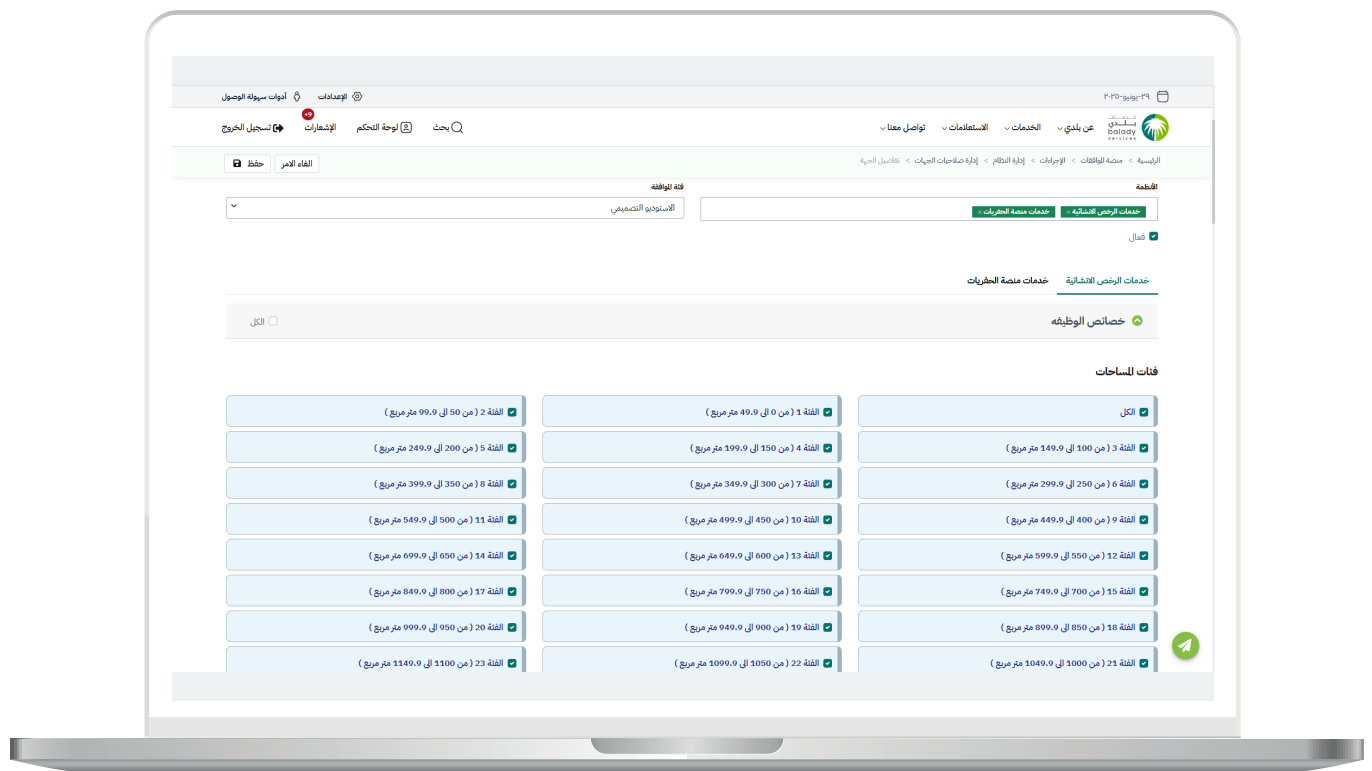 ٢٩-يونيو-٢٠٢٥
الإعدادات
أدوات سهولة الوصول
خدمات
بلدي
balady
services
عن بلدي
الخدمات
الاستعلامات
تواصل معنا
بحث
لوحة التحكم
الإشعارات
+9
تسجيل الخروج
الرئيسية > منصة الموافقات > الإجراءات > إدارة النظام > إدارة صلاحيات الجهات > تفاصيل الجهة
الغاء الامر
حفظ
الأنظمة
فئة الموافقة
خدمات الرخص الانشائية ×
خدمات منصة الحفريات ×
الاستوديو التصميمي
فعال
خدمات الرخص الانشائية
خدمات منصة الحفريات
خصائص الوظيفه
الكل
فئات المساحات
الكل
الفئة 1 ( من 0 الى 49.9 متر مربع )
الفئة 2 ( من 50 الى 99.9 متر مربع )
الفئة 3 ( من 100 الى 149.9 متر مربع )
الفئة 4 ( من 150 الى 199.9 متر مربع )
الفئة 5 ( من 200 الى 249.9 متر مربع )
الفئة 6 ( من 250 الى 299.9 متر مربع )
الفئة 7 ( من 300 الى 349.9 متر مربع )
الفئة 8 ( من 350 الى 399.9 متر مربع )
الفئة 9 ( من 400 الى 449.9 متر مربع )
الفئة 10 ( من 450 الى 499.9 متر مربع )
الفئة 11 ( من 500 الى 549.9 متر مربع )
الفئة 12 ( من 550 الى 599.9 متر مربع )
الفئة 13 ( من 600 الى 649.9 متر مربع )
الفئة 14 ( من 650 الى 699.9 متر مربع )
الفئة 15 ( من 700 الى 749.9 متر مربع )
الفئة 16 ( من 750 الى 799.9 متر مربع )
الفئة 17 ( من 800 الى 849.9 متر مربع )
الفئة 18 ( من 850 الى 899.9 متر مربع )
الفئة 19 ( من 900 الى 949.9 متر مربع )
الفئة 20 ( من 950 الى 999.9 متر مربع )
الفئة 21 ( من 1000 الى 1049.9 متر مربع )
الفئة 22 ( من 1050 الى 1099.9 متر مربع )
الفئة 23 ( من 1100 الى 1149.9 متر مربع )